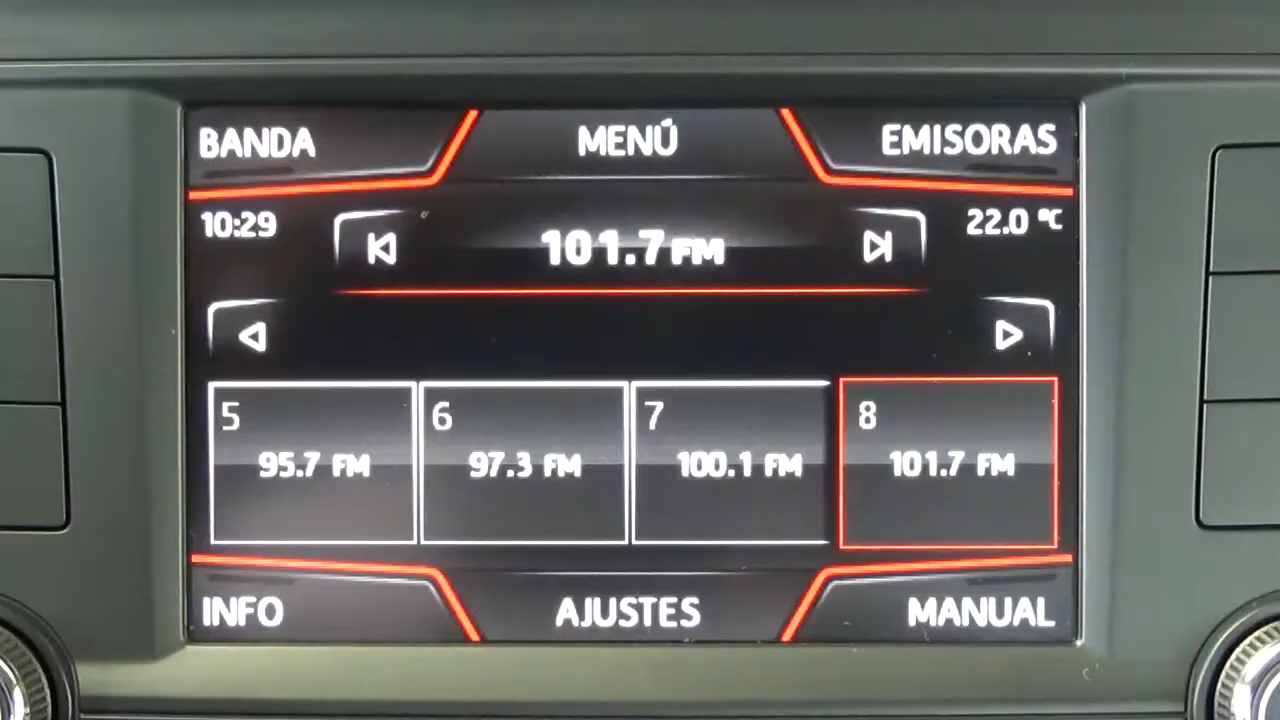 BANDA MENÚ EMISORAS
10:29 101.7 FM 22.0 °C
5 6 7 8
95.7 FM 97.3 FM 100.1 FM 101.7 FM
INFO AJUSTES MANUAL